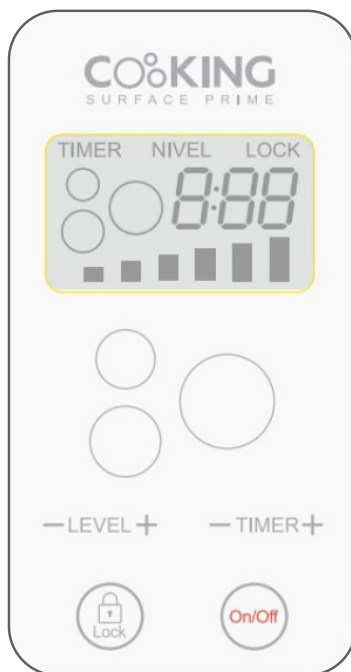 COOKING
SURFACE PRIME
TIMER NIVEL LOCK
8:88
— LEVEL + — TIMER +
Lock On/Off